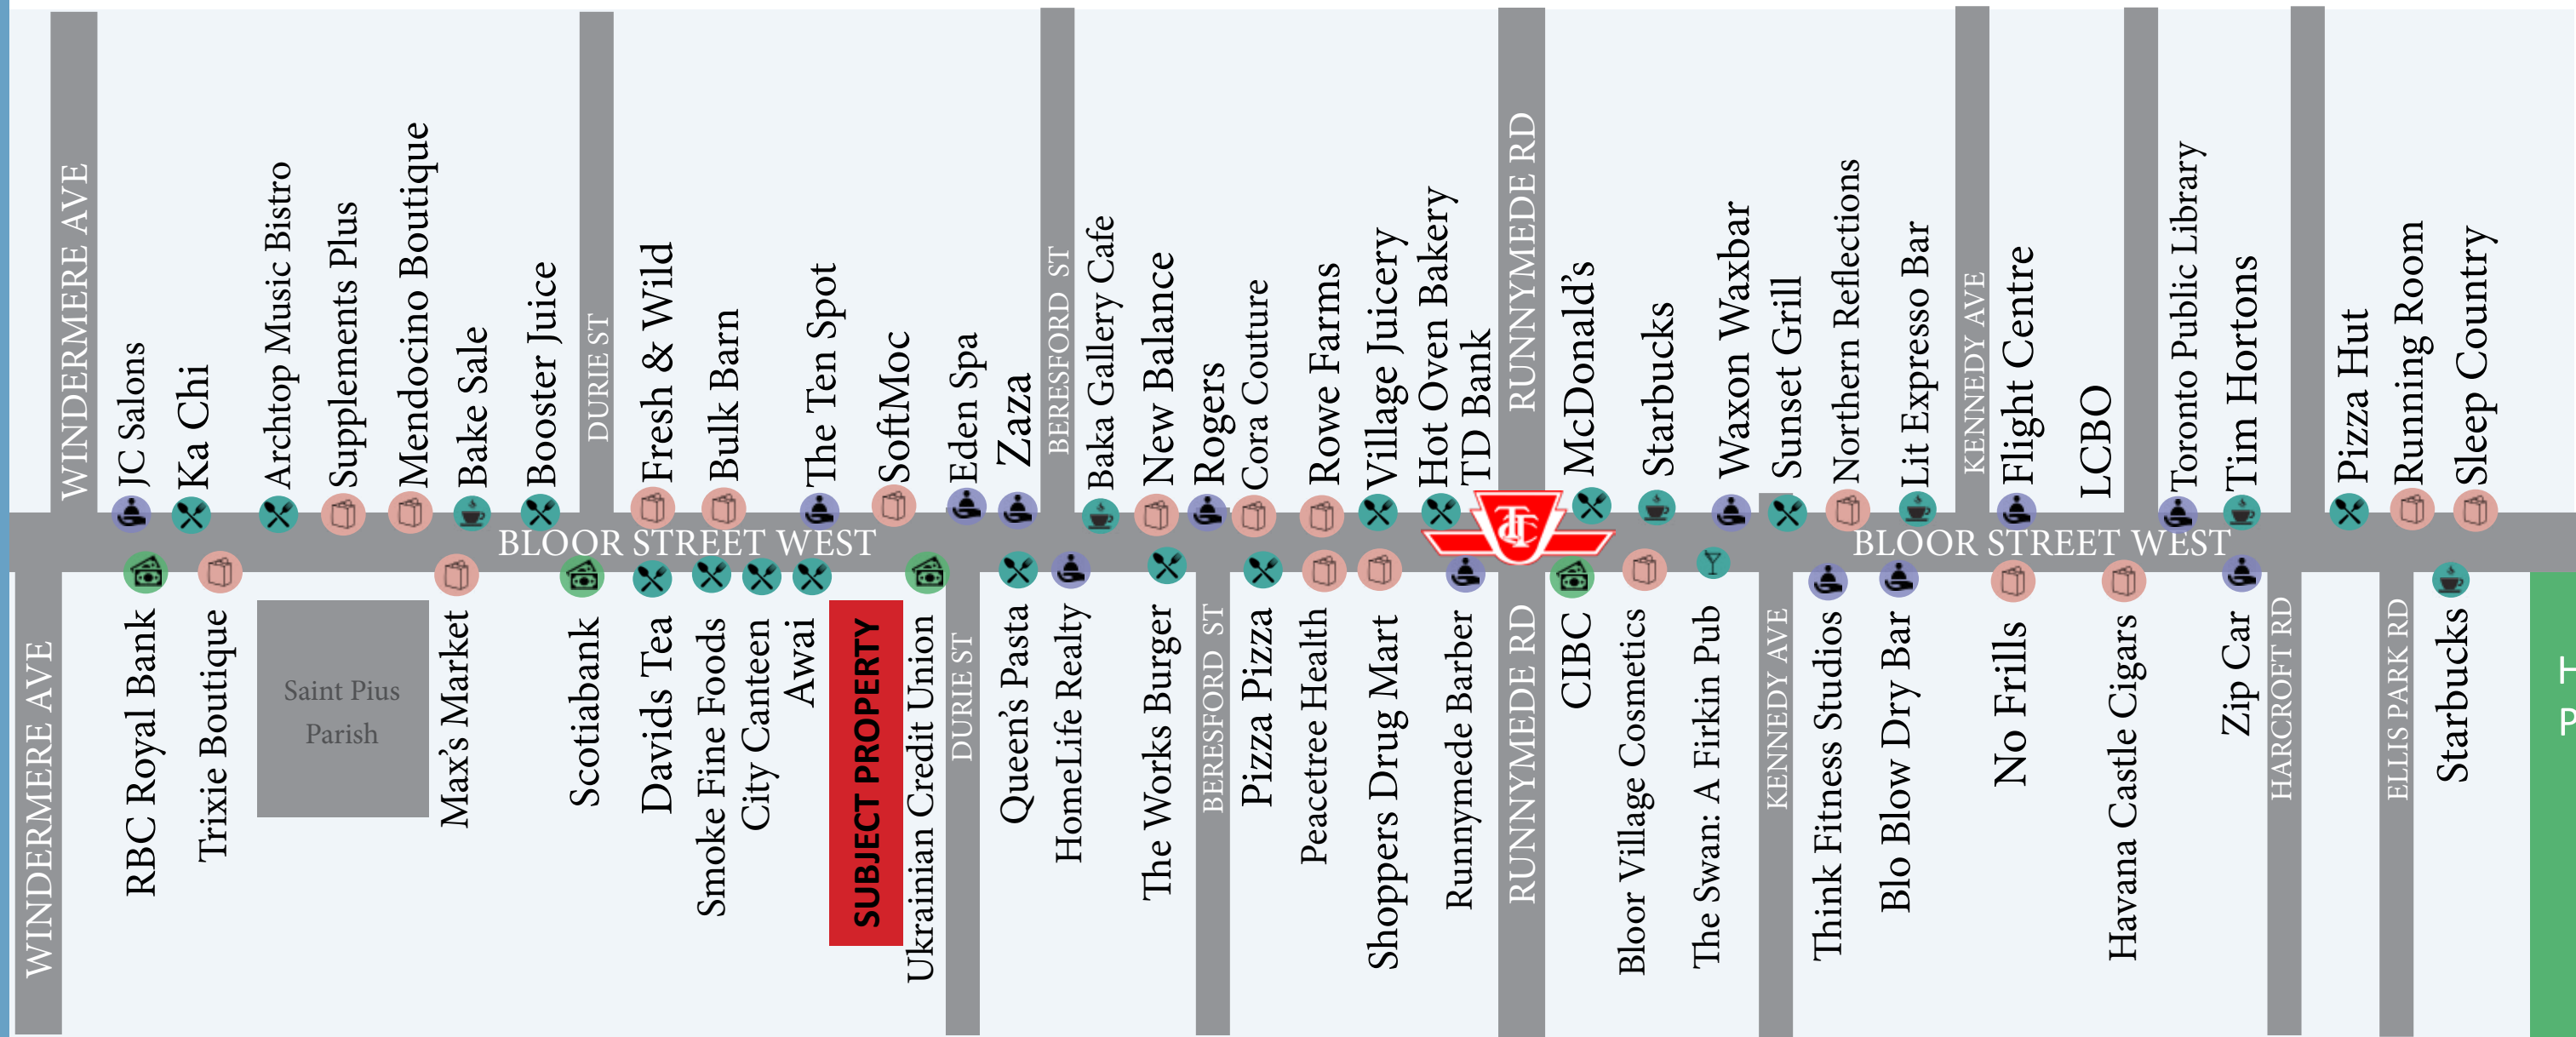 WINDERMERE AVE
JC Salons
Ka Chi
Archtop Music Bistro
Supplements Plus
Mendocino Boutique
Bake Sale
Booster Juice
DURIE ST
Fresh & Wild
Bulk Barn
The Ten Spot
SoftMoc
Eden Spa
Zaza
BERESFORD ST
Baka Gallery Cafe
New Balance
Rogers
Cora Couture
Rowe Farms
Village Juicery
Hot Oven Bakery
TD Bank
RUNNYMEDE RD
McDonald's
Starbucks
Waxon Waxbar
Sunset Grill
Northern Reflections
Lit Expresso Bar
KENNEDY AVE
Flight Centre
LCBO
Toronto Public Library
Tim Hortons
Pizza Hut
Running Room
Sleep Country
BLOOR STREET WEST
TTC
BLOOR STREET WEST
WINDERMERE AVE
RBC Royal Bank
Trixie Boutique
Saint Pius
Parish
Max's Market
Scotiabank
Davids Tea
Smoke Fine Foods
City Canteen
Awai
SUBJECT PROPERTY
Ukrainian Credit Union
DURIE ST
Queen's Pasta
HomeLife Realty
The Works Burger
BERESFORD ST
Pizza Pizza
Peacetree Health
Shoppers Drug Mart
Runnymede Barber
RUNNYMEDE RD
CIBC
Bloor Village Cosmetics
The Swan: A Firkin Pub
KENNEDY AVE
Think Fitness Studios
Blo Blow Dry Bar
No Frills
Havana Castle Cigars
Zip Car
HARCROFT RD
ELLIS PARK RD
Starbucks